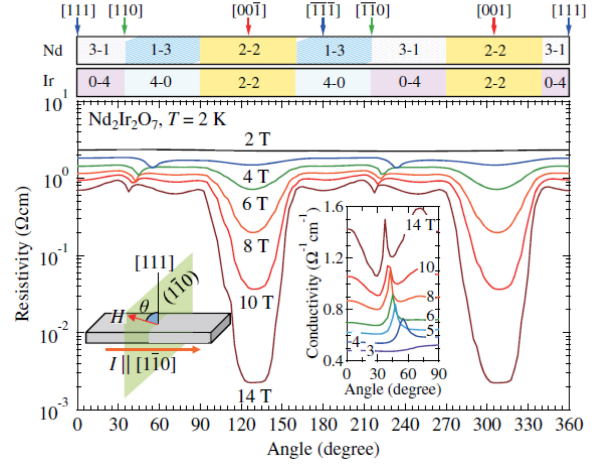 [111] [110] [001̅] [1̅1̅1̅] [1̅1̅0] [001] [111]
Nd 3-1 1-3 2-2 1-3 3-1 2-2 3-1
Ir 0-4 4-0 2-2 4-0 0-4 2-2 0-4
Nd₂Ir₂O₇, T = 2 K
2 T
4 T
6 T
8 T
10 T
14 T
Resistivity (Ωcm)
10¹
10⁰
10⁻¹
10⁻²
10⁻³
0 30 60 90 120 150 180 210 240 270 300 330 360
Angle (degree)
[111]
(11̅0)
H θ
I || [11̅0]
Conductivity (Ω⁻¹ cm⁻¹)
1.6
1.2
0.8
0.4
14 T
10
8
6
5
4
3
0 30 60 90
Angle (degree)